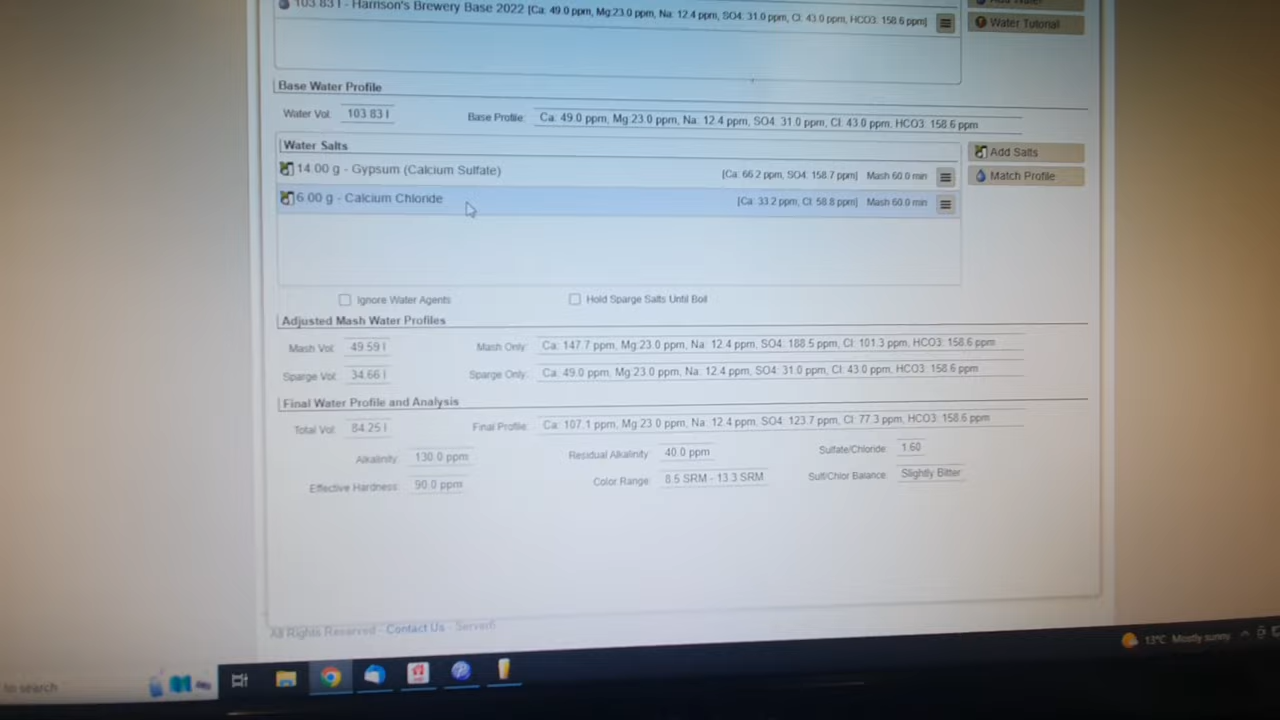 103 83 l - Harrison's Brewery Base 2022 [Ca: 49.0 ppm, Mg:23.0 ppm, Na: 12.4 ppm, SO4: 31.0 ppm, Cl: 43.0 ppm, HCO3: 158.6 ppm]
Add Water
Water Tutorial
Base Water Profile
Water Vol: 103 83 l Base Profile: Ca: 49.0 ppm, Mg:23.0 ppm, Na: 12.4 ppm, SO4: 31.0 ppm, Cl: 43.0 ppm, HCO3: 158.6 ppm
Water Salts
Add Salts
14.00 g - Gypsum (Calcium Sulfate) [Ca: 66.2 ppm, SO4: 158.7 ppm] Mash 60.0 min
Match Profile
6.00 g - Calcium Chloride [Ca: 33.2 ppm, Cl: 58.8 ppm] Mash 60.0 min
Ignore Water Agents Hold Sparge Salts Until Boil
Adjusted Mash Water Profiles
Mash Vol: 49.59 l Mash Only: Ca: 147.7 ppm, Mg:23.0 ppm, Na: 12.4 ppm, SO4: 188.5 ppm, Cl: 101.3 ppm, HCO3: 158.6 ppm
Sparge Vol: 34.66 l Sparge Only: Ca: 49.0 ppm, Mg:23.0 ppm, Na: 12.4 ppm, SO4: 31.0 ppm, Cl: 43.0 ppm, HCO3: 158.6 ppm
Final Water Profile and Analysis
Total Vol: 84.25 l Final Profile: Ca: 107.1 ppm, Mg:23.0 ppm, Na: 12.4 ppm, SO4: 123.7 ppm, Cl: 77.3 ppm, HCO3: 158.6 ppm
Alkalinity: 130.0 ppm Residual Alkalinity: 40.0 ppm Sulfate/Chloride: 1.60
Effective Hardness: 90.0 ppm Color Range: 8.5 SRM - 13.3 SRM Sulf/Chlor Balance: Slightly Bitter
All Rights Reserved - Contact Us - Server6
to search
13°C Mostly sunny